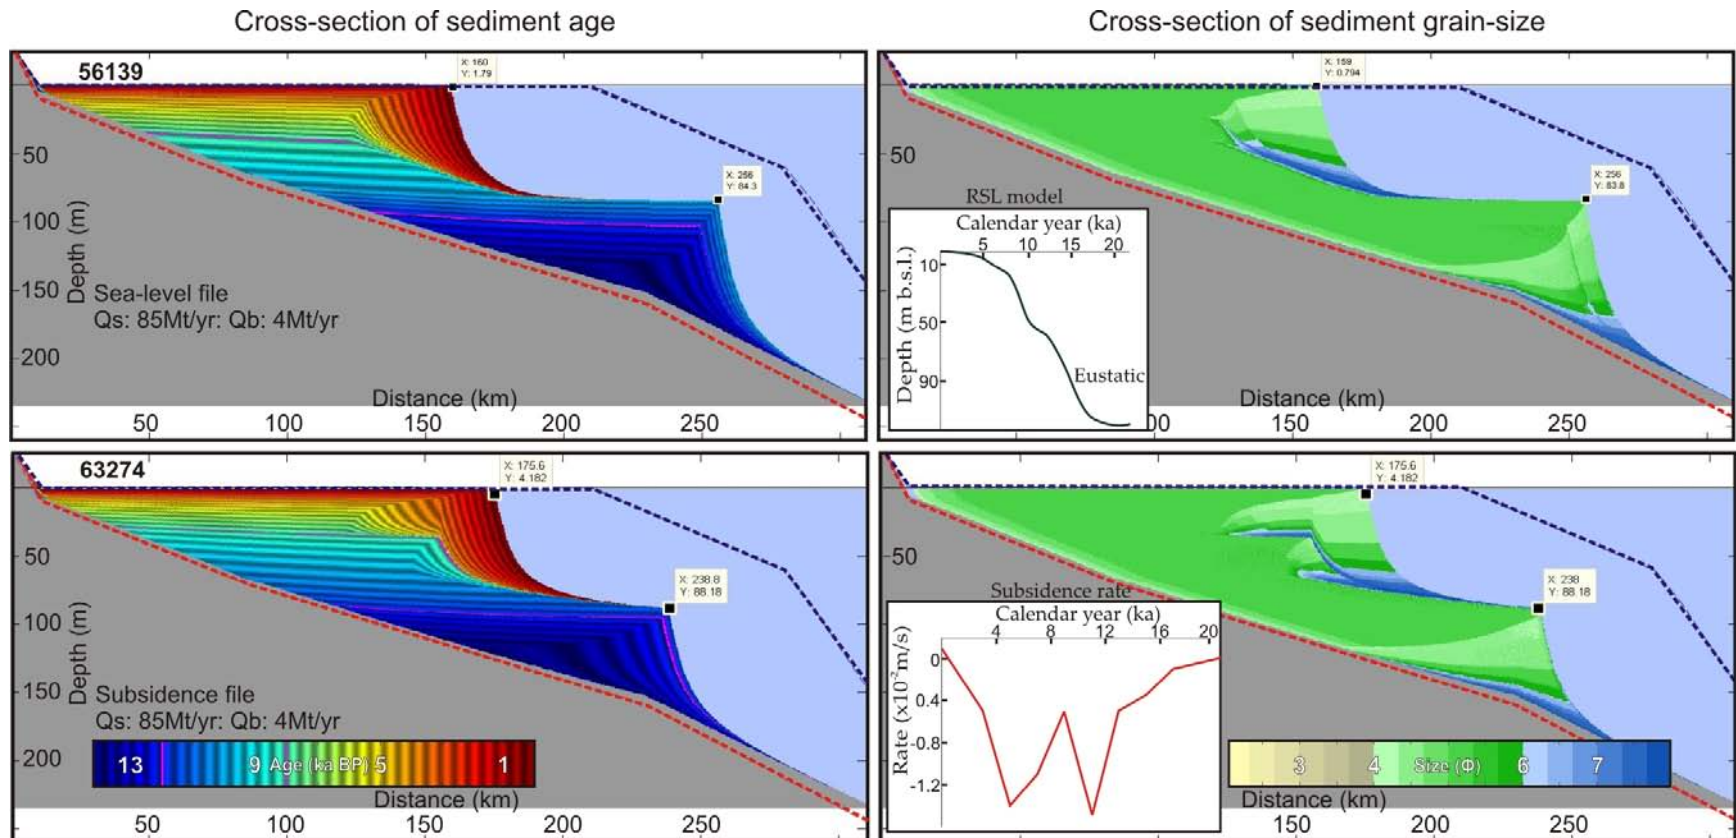 Cross-section of sediment age
Cross-section of sediment grain-size
56139
X: 160
Y: 1.79
X: 256
Y: 84.3
50
100
150
200
Depth (m)
Sea-level file
Qs: 85Mt/yr: Qb: 4Mt/yr
Distance (km)
50 100 150 200 250
X: 159
Y: 0.794
X: 256
Y: 83.8
50
RSL model
Calendar year (ka)
5 10 15 20
10
50
90
Depth (m b.s.l.)
Eustatic
Distance (km)
150 200 250
63274
X: 175.6
Y: 4.182
X: 238.8
Y: 88.18
50
100
150
200
Depth (m)
Subsidence file
Qs: 85Mt/yr: Qb: 4Mt/yr
13 9 Age (ka BP) 5 1
Distance (km)
50 100 150 200 250
X: 175.6
Y: 4.182
X: 238
Y: 88.18
50
Subsidence rate
Calendar year (ka)
4 8 12 16 20
0
0.4
-0.8
-1.2
Rate (x10⁻²m/s)
3 4 Size (Φ) 6 7
Distance (km)
150 200 250